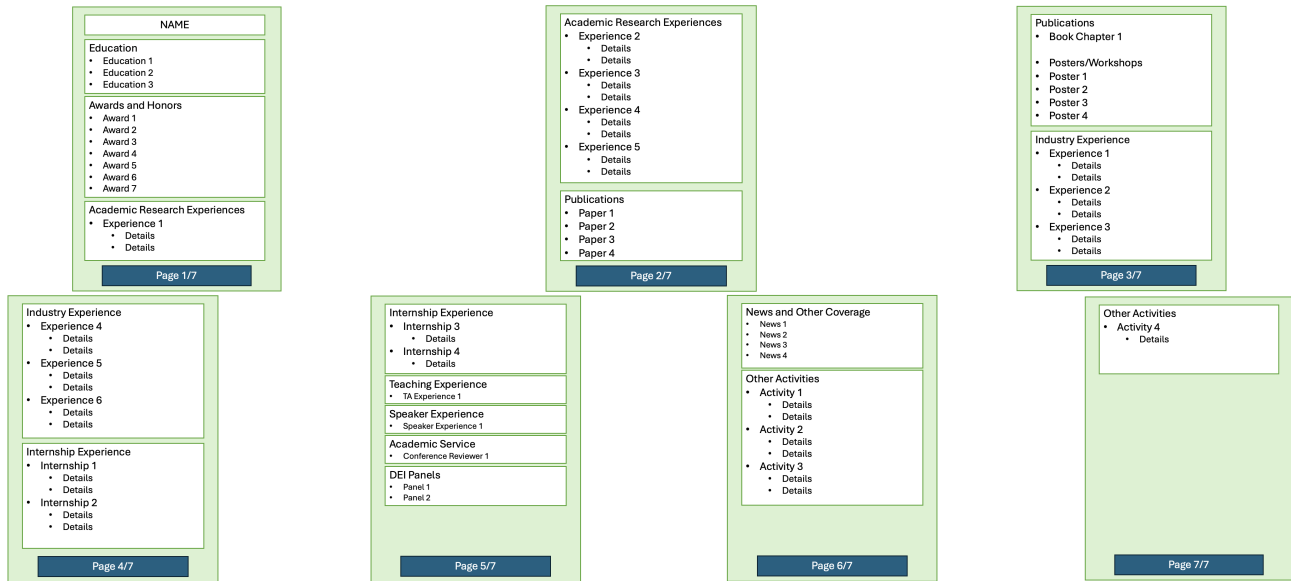 NAME
Education
• Education 1
• Education 2
• Education 3
Awards and Honors
• Award 1
• Award 2
• Award 3
• Award 4
• Award 5
• Award 6
• Award 7
Academic Research Experiences
• Experience 1
• Details
• Details
Page 1/7
Academic Research Experiences
• Experience 2
• Details
• Details
• Experience 3
• Details
• Details
• Experience 4
• Details
• Details
• Experience 5
• Details
• Details
Publications
• Paper 1
• Paper 2
• Paper 3
• Paper 4
Page 2/7
Publications
• Book Chapter 1
• Posters/Workshops
• Poster 1
• Poster 2
• Poster 3
• Poster 4
Industry Experience
• Experience 1
• Details
• Details
• Experience 2
• Details
• Details
• Experience 3
• Details
• Details
Page 3/7
Industry Experience
• Experience 4
• Details
• Details
• Experience 5
• Details
• Details
• Experience 6
• Details
• Details
Internship Experience
• Internship 1
• Details
• Details
• Internship 2
• Details
• Details
Page 4/7
Internship Experience
• Internship 3
• Details
• Internship 4
• Details
Teaching Experience
• TA Experience 1
Speaker Experience
• Speaker Experience 1
Academic Service
• Conference Reviewer 1
DEI Panels
• Panel 1
• Panel 2
Page 5/7
News and Other Coverage
• News 1
• News 2
• News 3
• News 4
Other Activities
• Activity 1
• Details
• Details
• Activity 2
• Details
• Details
• Activity 3
• Details
• Details
Page 6/7
Other Activities
• Activity 4
• Details
Page 7/7